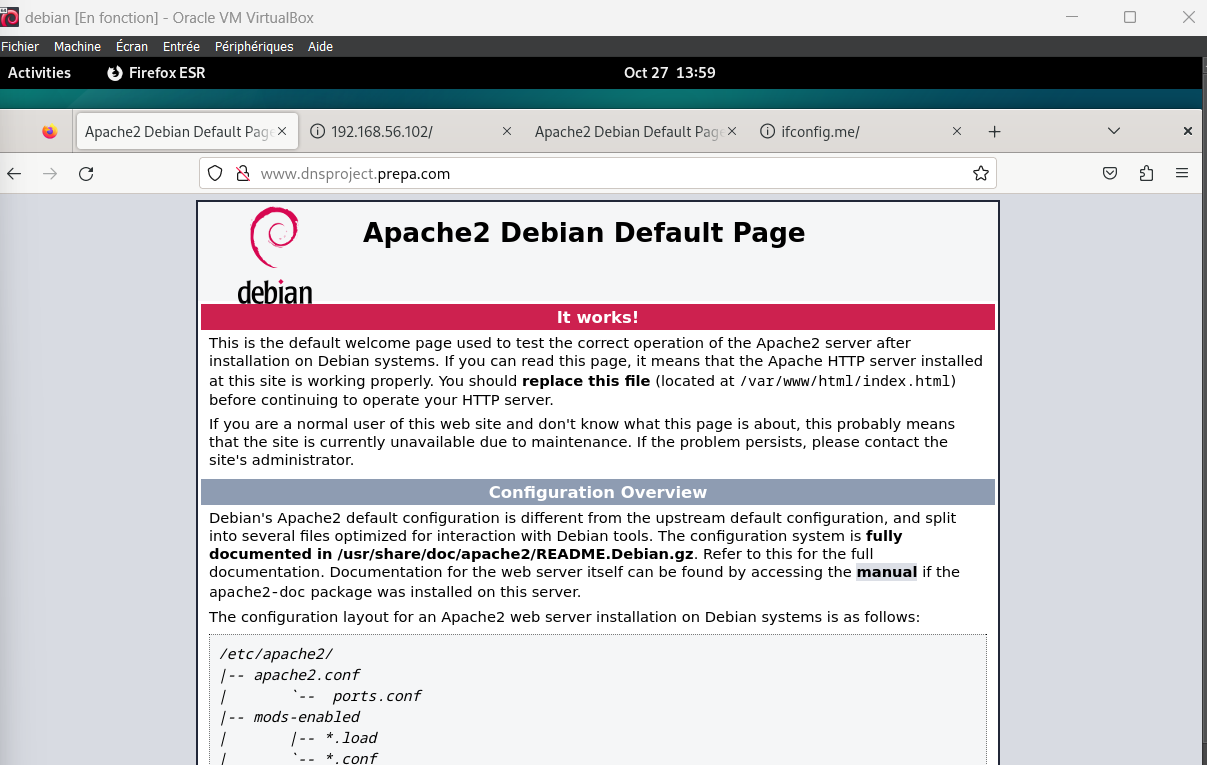 debian [En fonction] - Oracle VM VirtualBox
Fichier Machine Écran Entrée Périphériques Aide
Activities Firefox ESR Oct 27 13:59
Apache2 Debian Default Page 192.168.56.102/ Apache2 Debian Default Page ifconfig.me/
www.dnsproject.prepa.com
debian
Apache2 Debian Default Page
It works!
This is the default welcome page used to test the correct operation of the Apache2 server after
installation on Debian systems. If you can read this page, it means that the Apache HTTP server installed
at this site is working properly. You should replace this file (located at /var/www/html/index.html)
before continuing to operate your HTTP server.
If you are a normal user of this web site and don't know what this page is about, this probably means
that the site is currently unavailable due to maintenance. If the problem persists, please contact the
site's administrator.
Configuration Overview
Debian's Apache2 default configuration is different from the upstream default configuration, and split
into several files optimized for interaction with Debian tools. The configuration system is fully
documented in /usr/share/doc/apache2/README.Debian.gz. Refer to this for the full
documentation. Documentation for the web server itself can be found by accessing the manual if the
apache2-doc package was installed on this server.
The configuration layout for an Apache2 web server installation on Debian systems is as follows:
/etc/apache2/
|-- apache2.conf
|       `--  ports.conf
|-- mods-enabled
|       |-- *.load
|       `-- *.conf